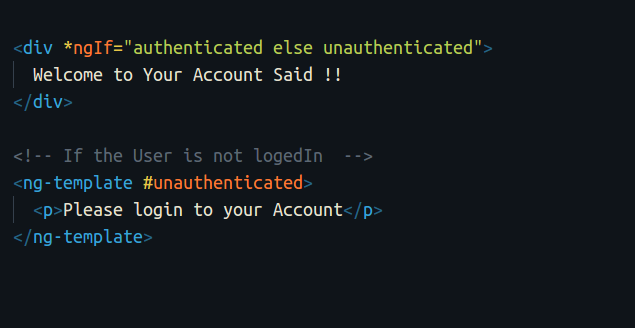 <div *ngIf="authenticated else unauthenticated">
Welcome to Your Account Said !!
</div>
<!-- If the User is not logedIn  -->
<ng-template #unauthenticated>
<p>Please login to your Account</p>
</ng-template>